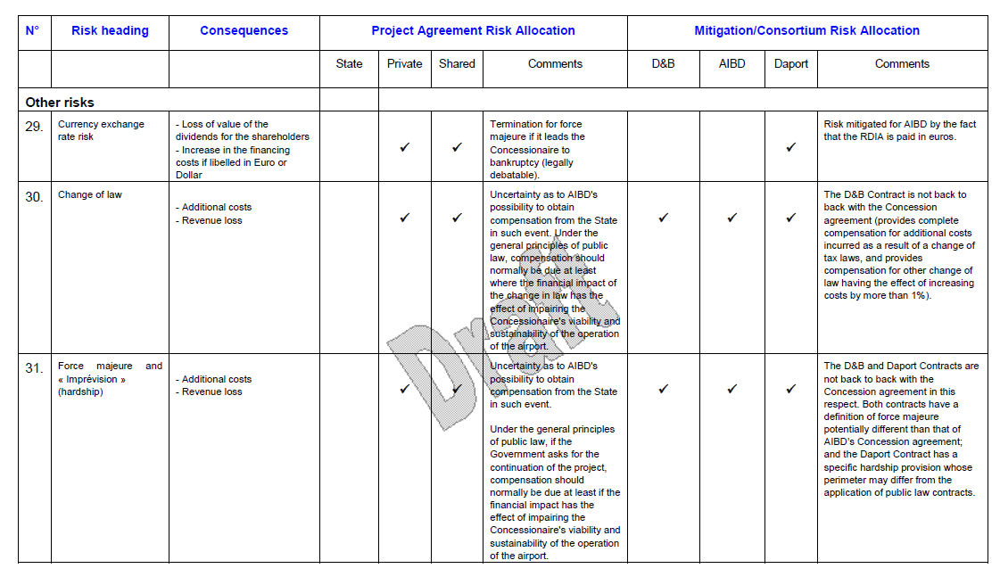 N° Risk heading Consequences Project Agreement Risk Allocation Mitigation/Consortium Risk Allocation
State Private Shared Comments D&B AIBD Daport Comments
Other risks
29.
Currency exchange
rate risk
- Loss of value of the
dividends for the shareholders
- Increase in the financing
costs if libelled in Euro or
Dollar
✓ ✓
Termination for force
majeure if it leads the
Concessionaire to
bankruptcy (legally
debatable).
✓
Risk mitigated for AIBD by the fact
that the RDIA is paid in euros.
30.
Change of law
- Additional costs
- Revenue loss
✓ ✓
Uncertainty as to AIBD's
possibility to obtain
compensation from the State
in such event. Under the
general principles of public
law, compensation should
normally be due at least
where the financial impact of
the change in law has the
effect of impairing the
Concessionaire's viability and
sustainability of the operation
of the airport.
✓ ✓ ✓
The D&B Contract is not back to
back with the Concession
agreement (provides complete
compensation for additional costs
incurred as a result of a change of
tax laws, and provides
compensation for other change of
law having the effect of increasing
costs by more than 1%).
31.
Force majeure and
« Imprévision »
(hardship)
- Additional costs
- Revenue loss
✓ ✓
Uncertainty as to AIBD's
possibility to obtain
compensation from the State
in such event.
Under the general principles
of public law, if the
Government asks for the
continuation of the project,
compensation should
normally be due at least if the
financial impact has the
effect of impairing the
Concessionaire's viability and
sustainability of the operation
of the airport.
✓ ✓ ✓
The D&B and Daport Contracts are
not back to back with the
Concession agreement in this
respect. Both contracts have a
definition of force majeure
potentially different than that of
AIBD's Concession agreement;
and the Daport Contract has a
specific hardship provision whose
perimeter may differ from the
application of public law contracts.
Draft